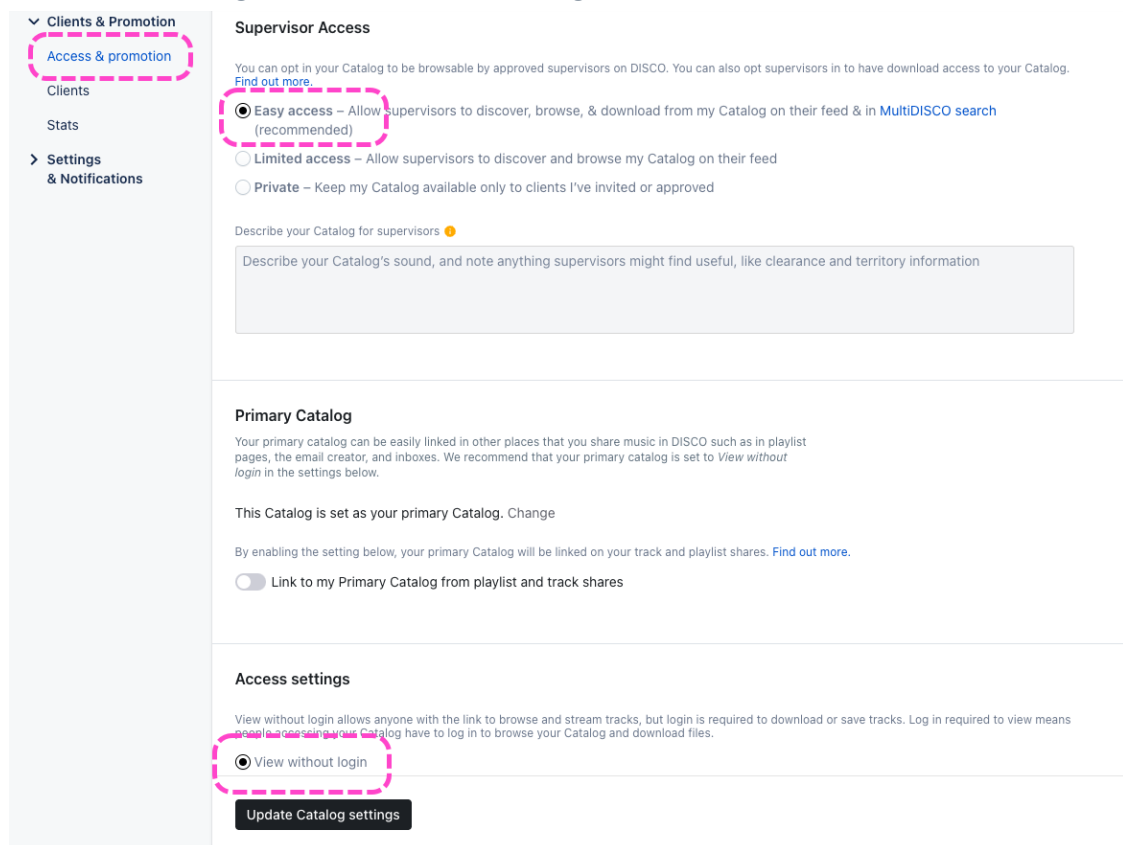 Clients & Promotion
Access & promotion
Clients
Stats
Settings
& Notifications
Supervisor Access
You can opt in your Catalog to be browsable by approved supervisors on DISCO. You can also opt supervisors in to have download access to your Catalog.
Find out more.
Easy access – Allow supervisors to discover, browse, & download from my Catalog on their feed & in MultiDISCO search
(recommended)
Limited access – Allow supervisors to discover and browse my Catalog on their feed
Private – Keep my Catalog available only to clients I've invited or approved
Describe your Catalog for supervisors
Describe your Catalog's sound, and note anything supervisors might find useful, like clearance and territory information
Primary Catalog
Your primary catalog can be easily linked in other places that you share music in DISCO such as in playlist
pages, the email creator, and inboxes. We recommend that your primary catalog is set to View without
login in the settings below.
This Catalog is set as your primary Catalog. Change
By enabling the setting below, your primary Catalog will be linked on your track and playlist shares. Find out more.
Link to my Primary Catalog from playlist and track shares
Access settings
View without login allows anyone with the link to browse and stream tracks, but login is required to download or save tracks. Log in required to view means
people accessing your Catalog have to log in to browse your Catalog and download files.
View without login
Update Catalog settings